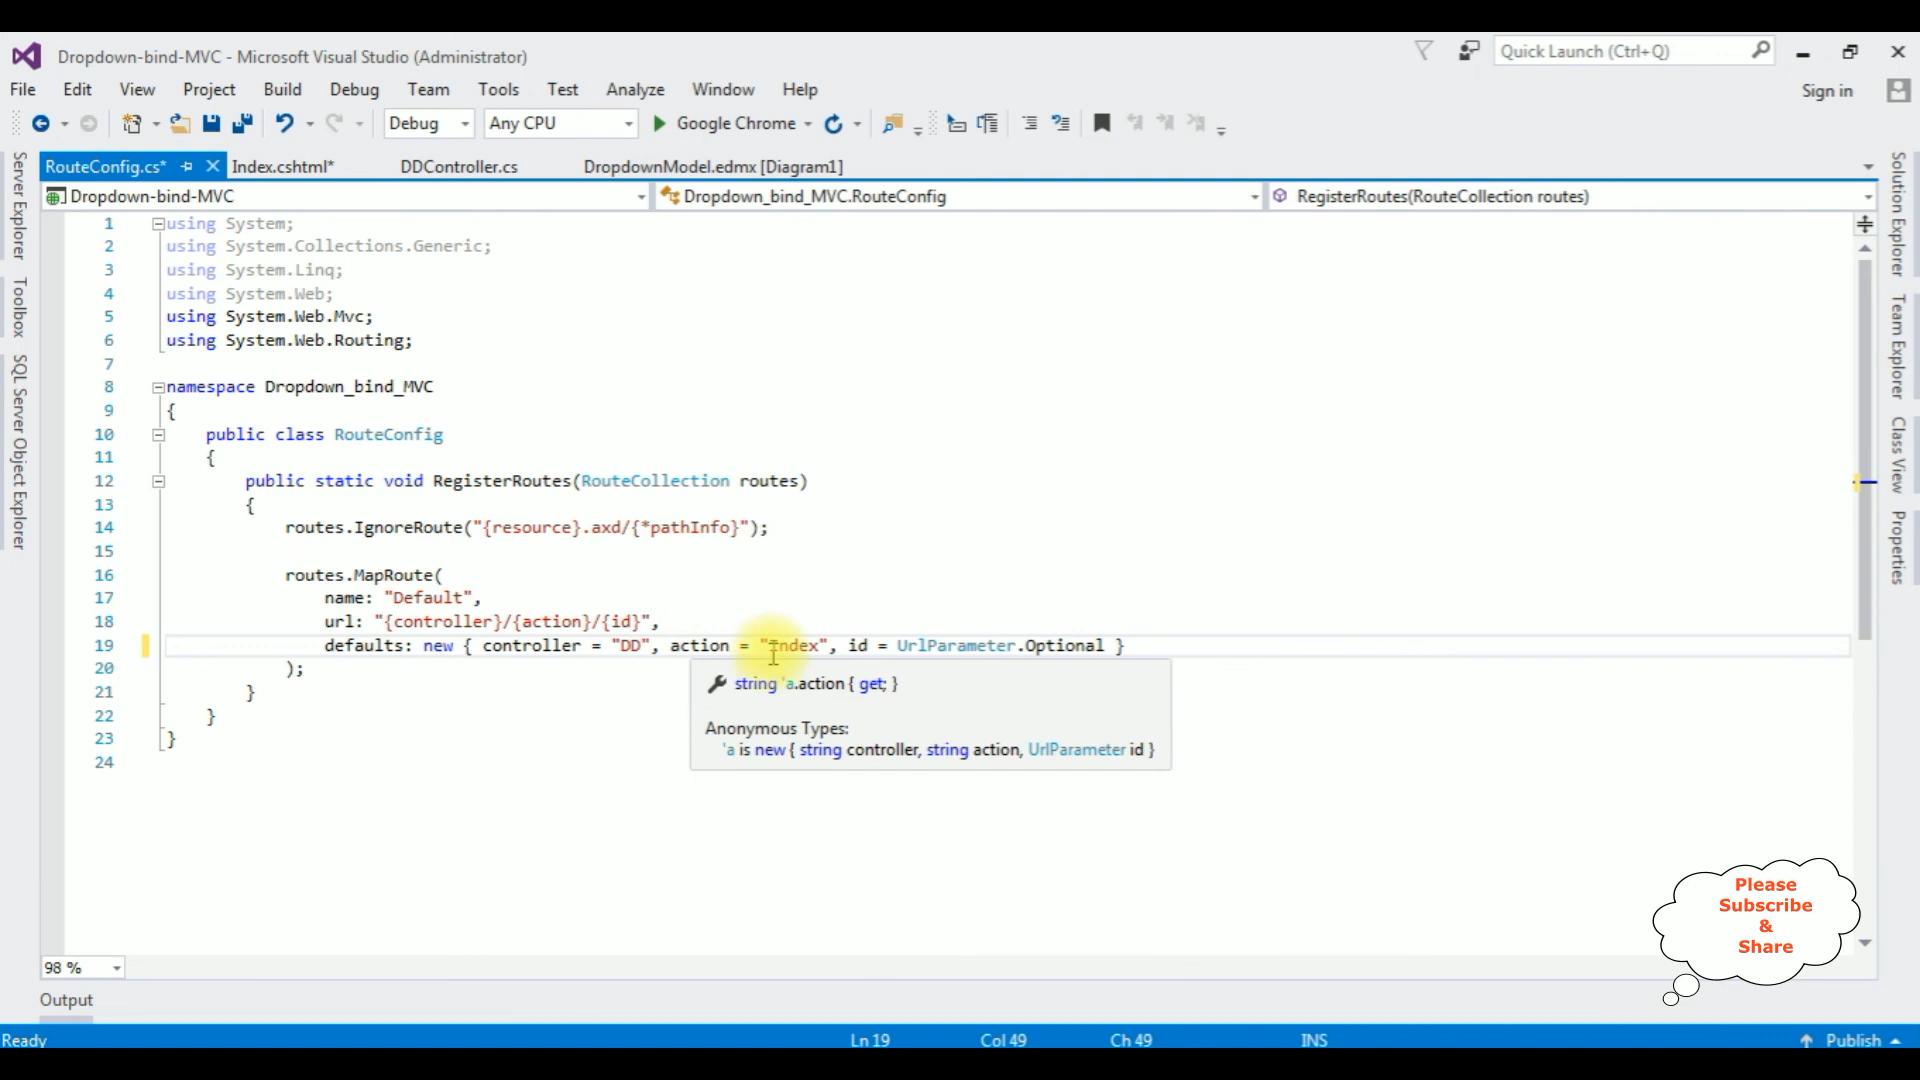 Dropdown-bind-MVC - Microsoft Visual Studio (Administrator)
Quick Launch (Ctrl+Q)
File Edit View Project Build Debug Team Tools Test Analyze Window Help
Sign in
Debug Any CPU Google Chrome
RouteConfig.cs* Index.cshtml* DDController.cs DropdownModel.edmx [Diagram1]
Dropdown-bind-MVC Dropdown_bind_MVC.RouteConfig RegisterRoutes(RouteCollection routes)
Server Explorer
Toolbox
SQL Server Object Explorer
1 using System;
2 using System.Collections.Generic;
3 using System.Linq;
4 using System.Web;
5 using System.Web.Mvc;
6 using System.Web.Routing;
7
8 namespace Dropdown_bind_MVC
9 {
10 public class RouteConfig
11 {
12 public static void RegisterRoutes(RouteCollection routes)
13 {
14 routes.IgnoreRoute("{resource}.axd/{*pathInfo}");
15
16 routes.MapRoute(
17 name: "Default",
18 url: "{controller}/{action}/{id}",
19 defaults: new { controller = "DD", action = "Index", id = UrlParameter.Optional }
20 );
21 }
22 }
23 }
24
string 'a.action { get; }
Anonymous Types:
'a is new { string controller, string action, UrlParameter id }
Solution Explorer
Team Explorer
Class View
Properties
Please
Subscribe
&
Share
98 %
Output
Ready Ln 19 Col 49 Ch 49 INS Publish